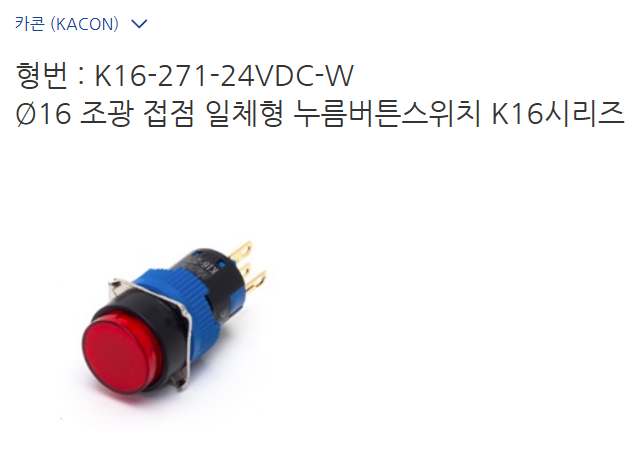 카콘 (KACON)
형번 : K16-271-24VDC-W
Ø16 조광 접점 일체형 누름버튼스위치 K16시리즈